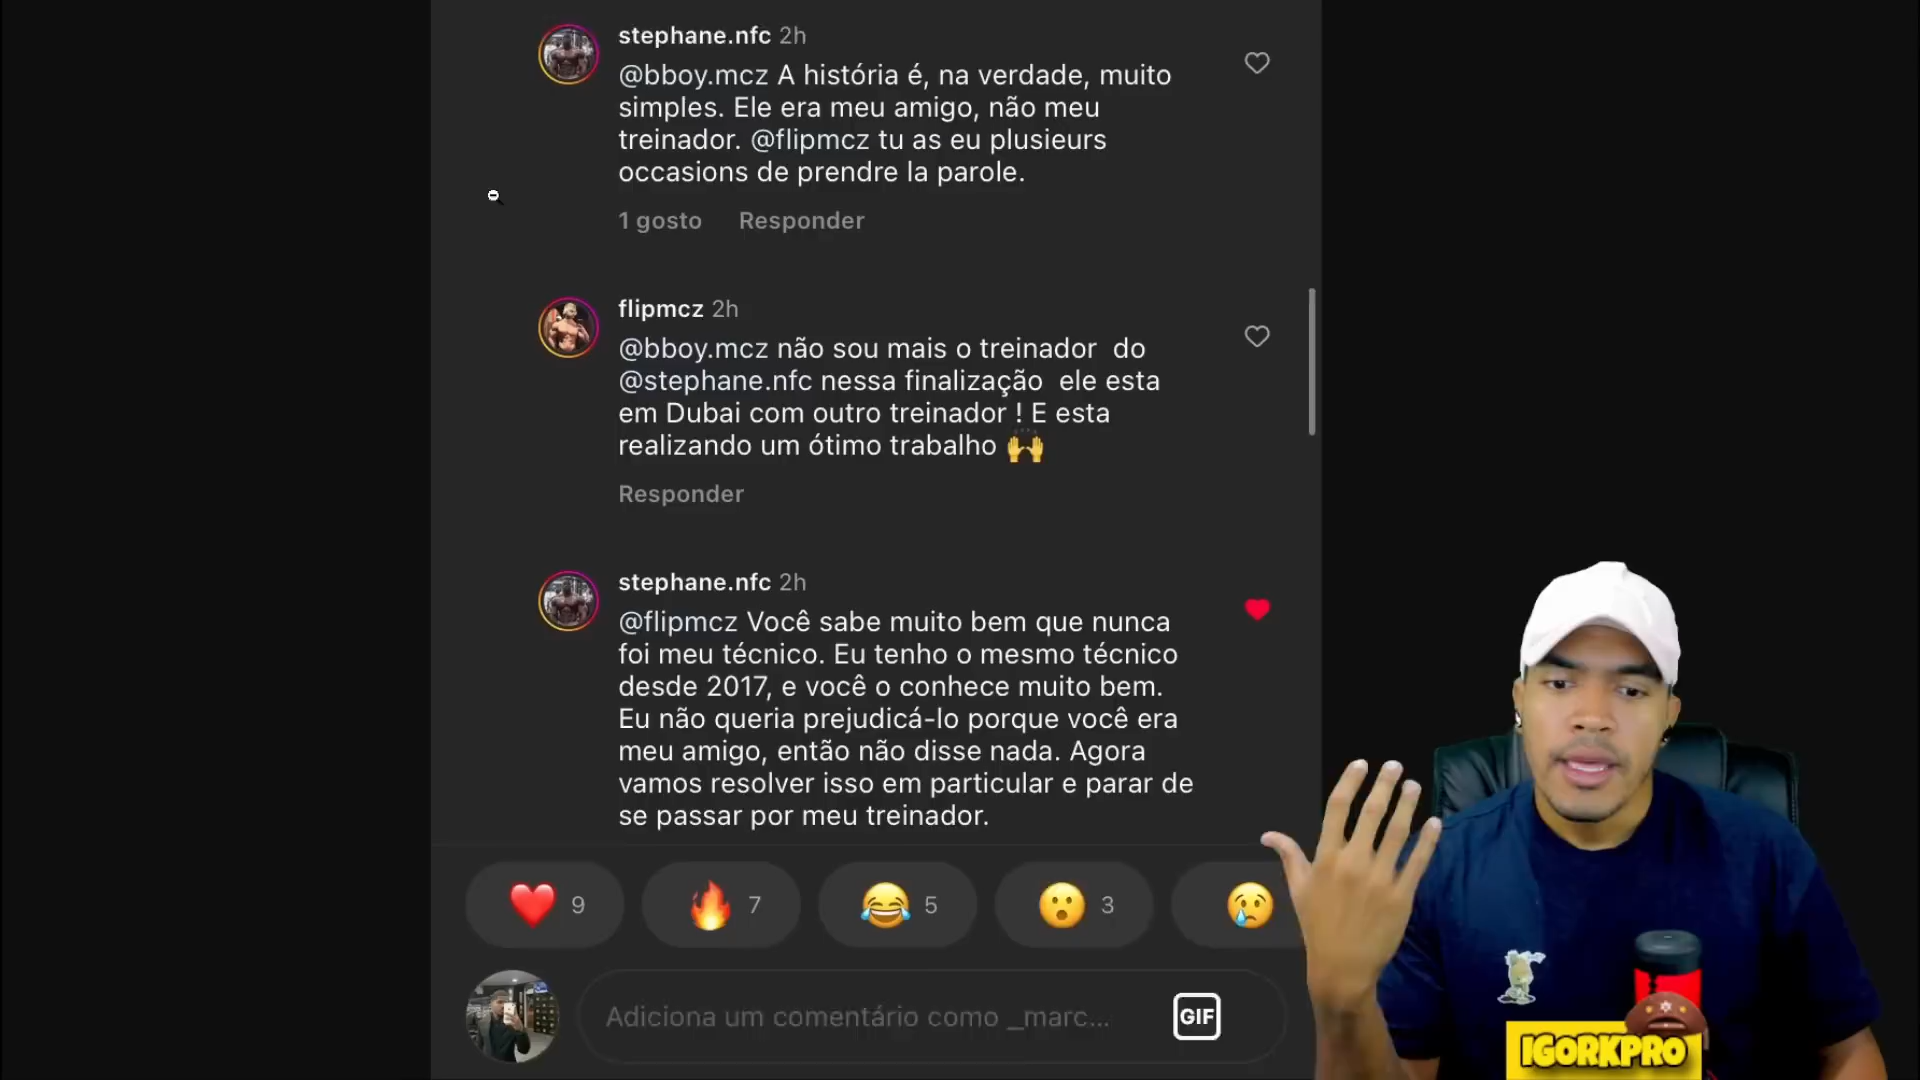 stephane.nfc 2h
@bboy.mcz A história é, na verdade, muito
simples. Ele era meu amigo, não meu
treinador. @flipmcz tu as eu plusieurs
occasions de prendre la parole.
1 gosto Responder
flipmcz 2h
@bboy.mcz não sou mais o treinador  do
@stephane.nfc nessa finalização  ele esta
em Dubai com outro treinador ! E esta
realizando um ótimo trabalho 🙌
Responder
stephane.nfc 2h
@flipmcz Você sabe muito bem que nunca
foi meu técnico. Eu tenho o mesmo técnico
desde 2017, e você o conhece muito bem.
Eu não queria prejudicá-lo porque você era
meu amigo, então não disse nada. Agora
vamos resolver isso em particular e parar de
se passar por meu treinador.
❤️ 9 🔥 7 😂 5 😮 3 😢
Adiciona um comentário como _marc... GIF
IGORKPRO